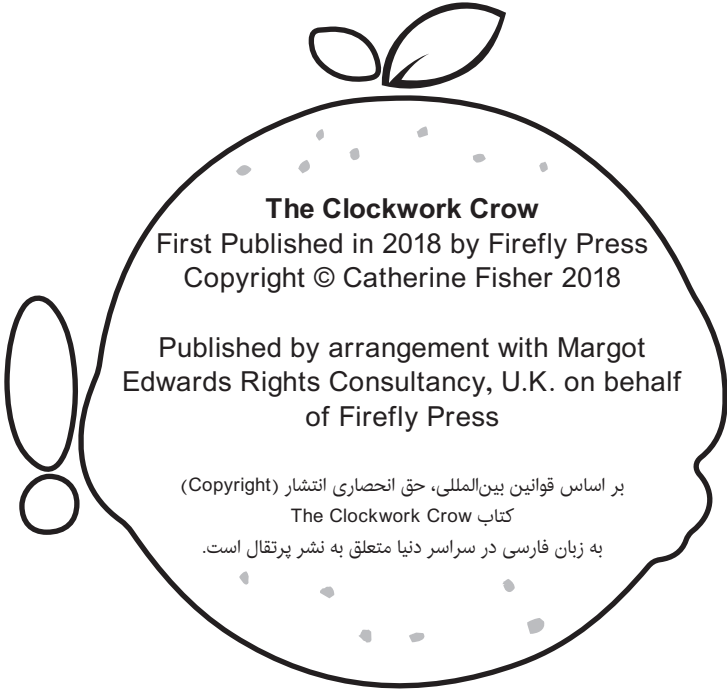 The Clockwork Crow
First Published in 2018 by Firefly Press
Copyright © Catherine Fisher 2018
Published by arrangement with Margot
Edwards Rights Consultancy, U.K. on behalf
of Firefly Press
بر اساس قوانین بین‌المللی، حق انحصاری انتشار (Copyright)
کتاب The Clockwork Crow
به زبان فارسی در سراسر دنیا متعلق به نشر پرتقال است.